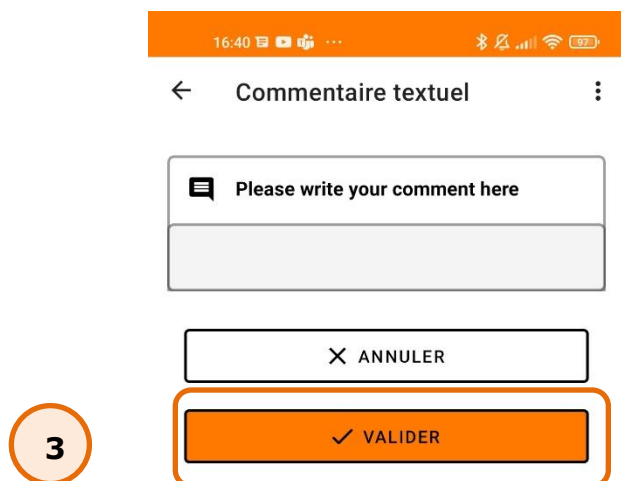 16:40 97
Commentaire textuel
Please write your comment here
ANNULER
VALIDER
3